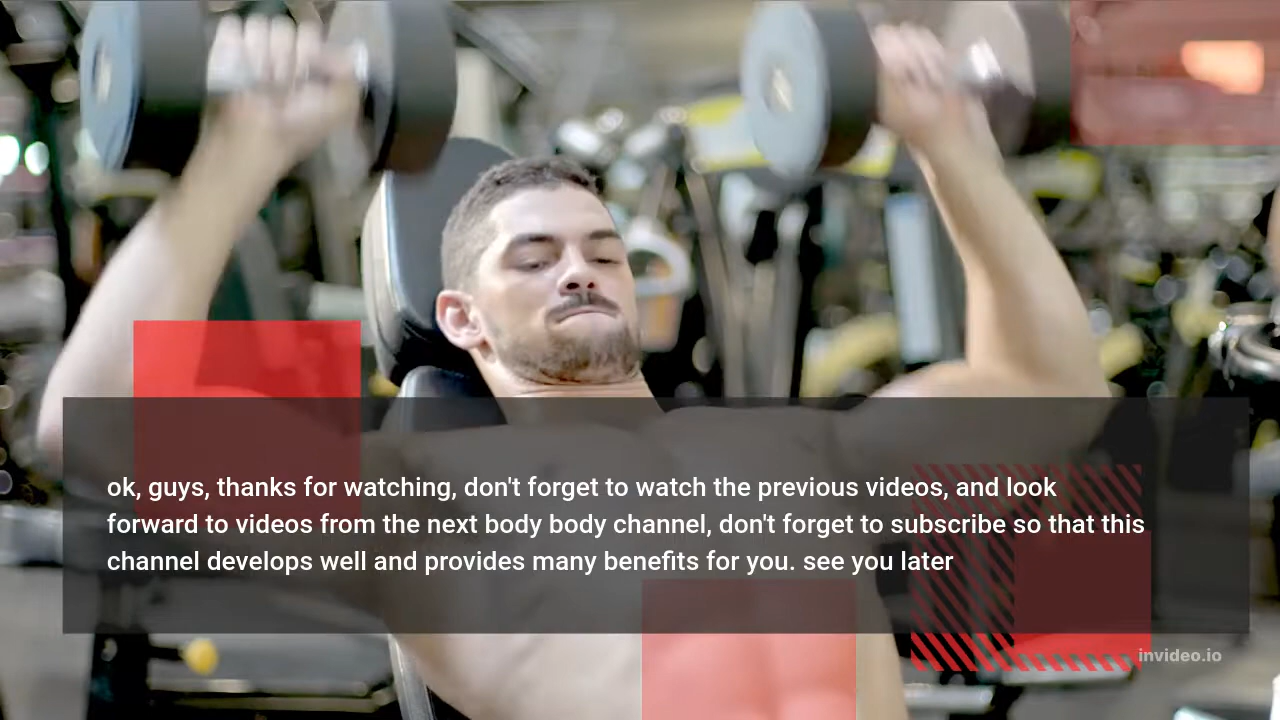 ok, guys, thanks for watching, don't forget to watch the previous videos, and look
forward to videos from the next body body channel, don't forget to subscribe so that this
channel develops well and provides many benefits for you. see you later
invideo.io